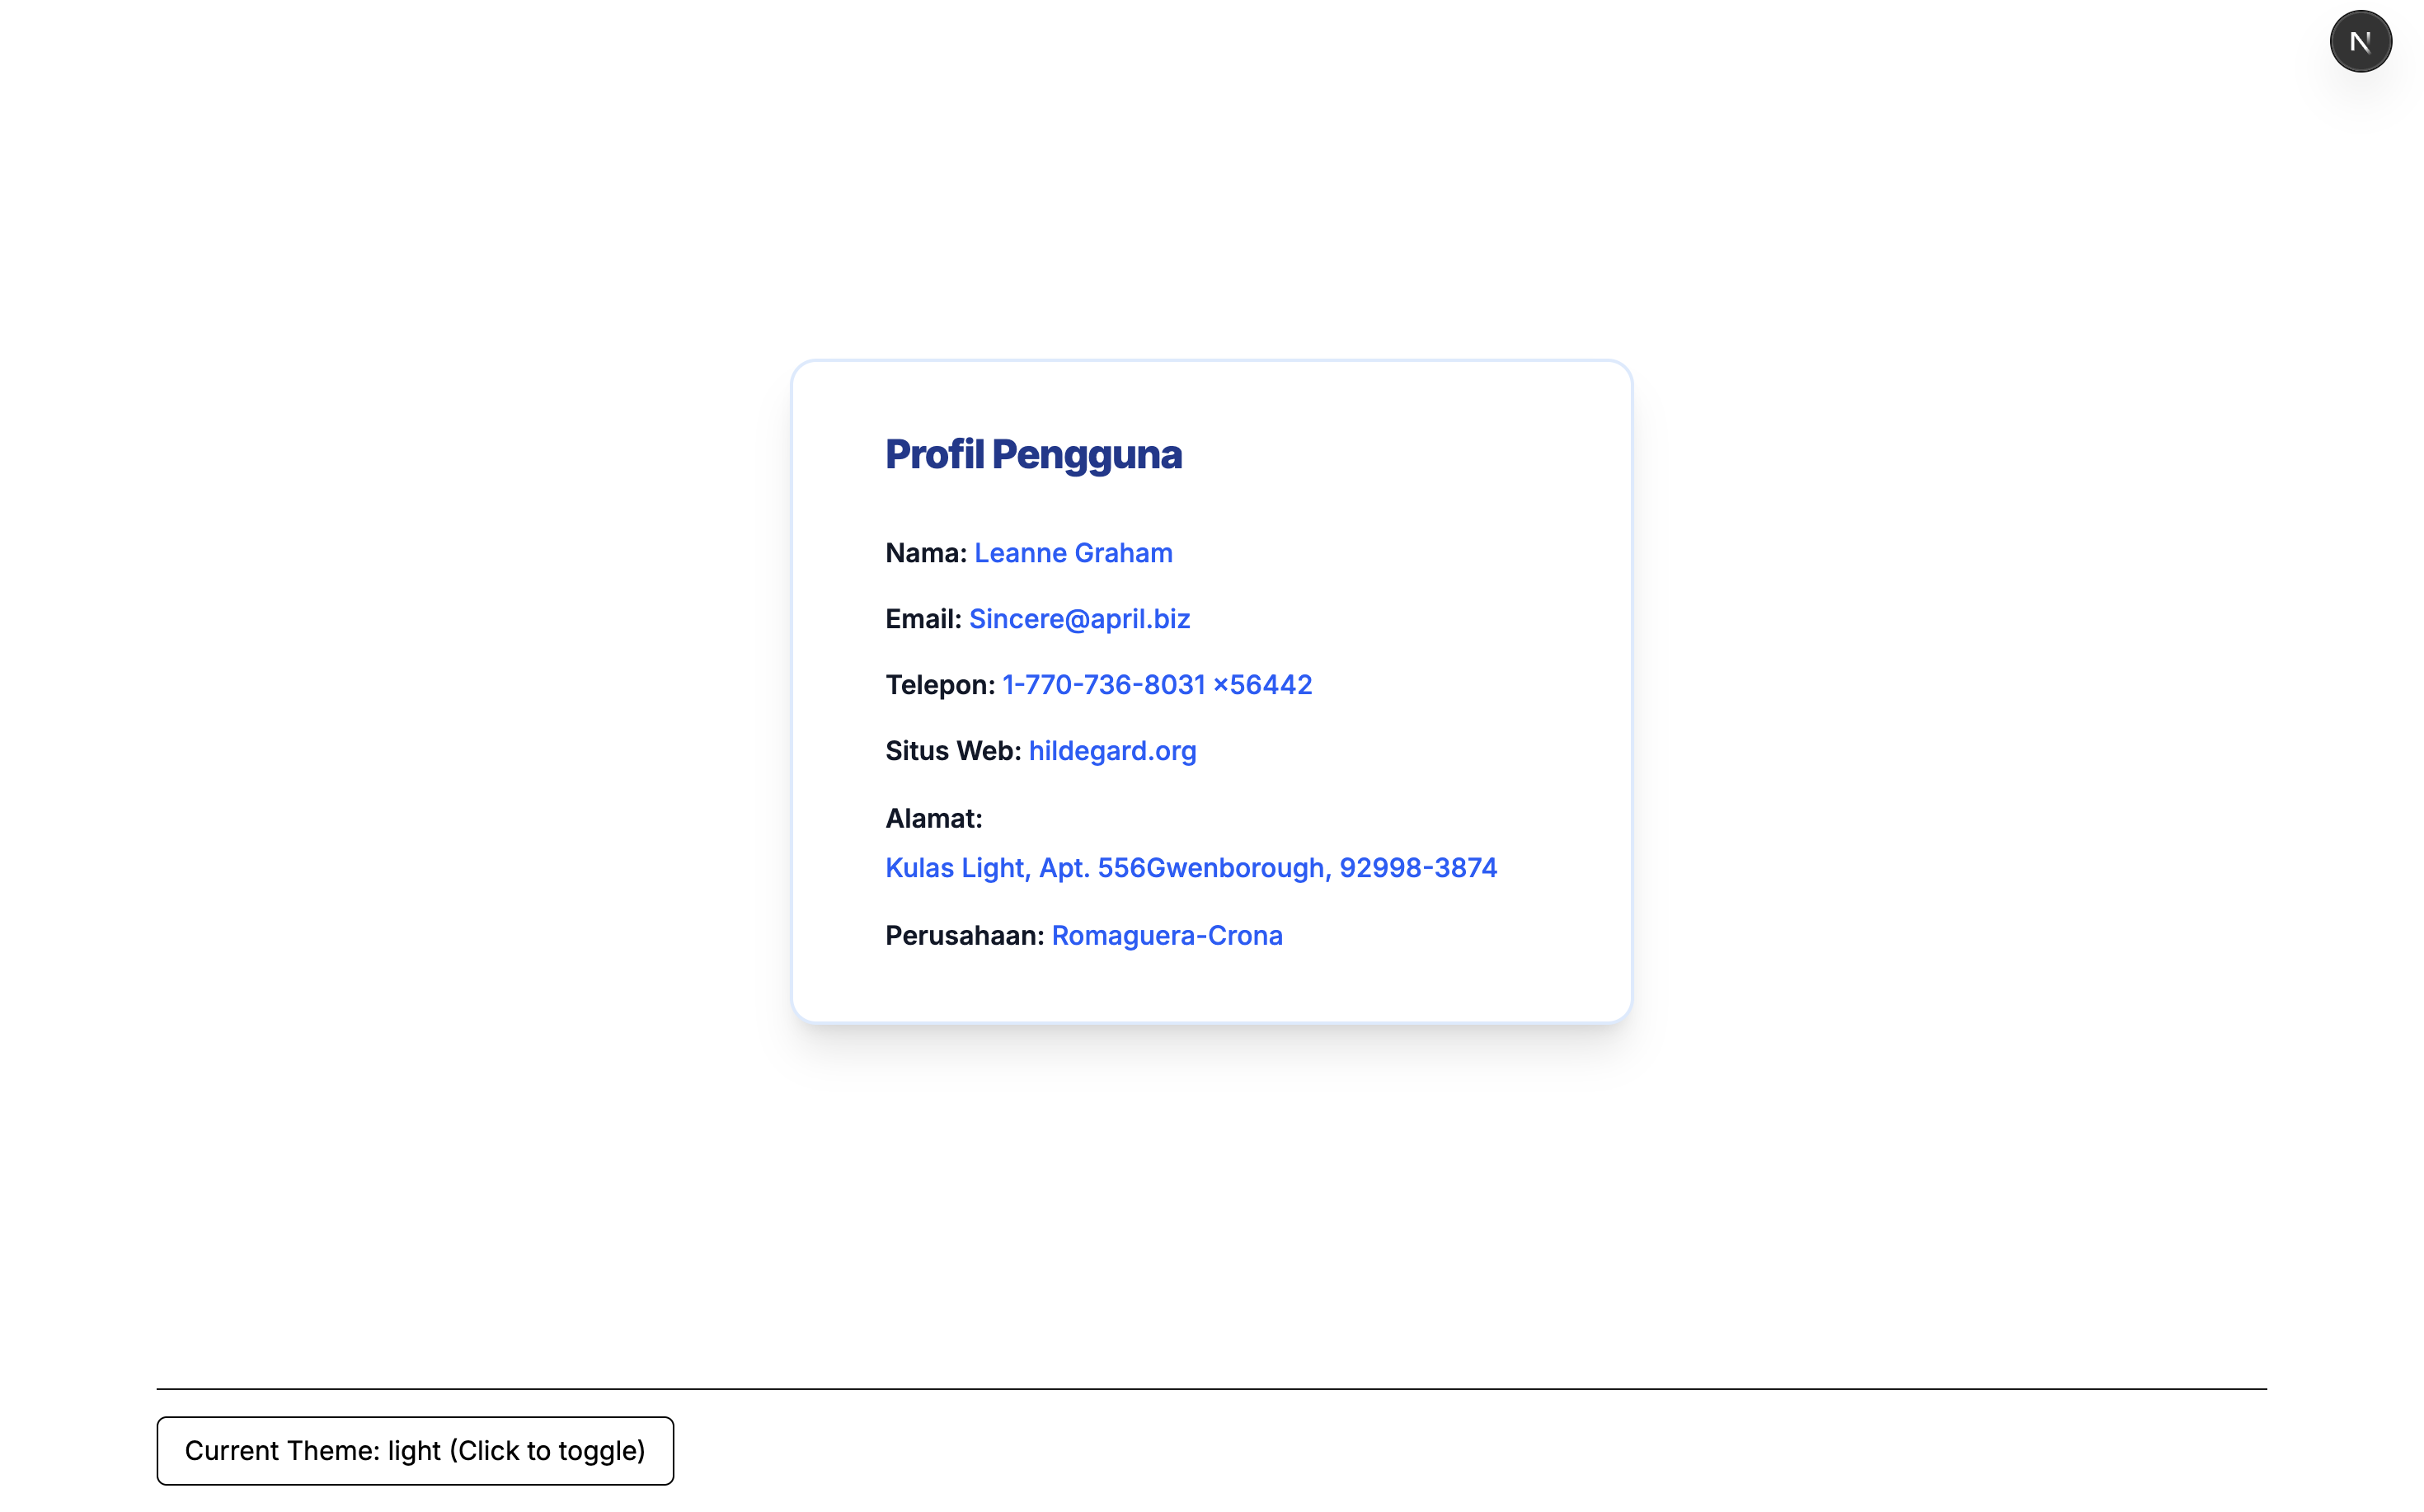 N
Profil Pengguna
Nama: Leanne Graham
Email: Sincere@april.biz
Telepon: 1-770-736-8031 ×56442
Situs Web: hildegard.org
Alamat:
Kulas Light, Apt. 556Gwenborough, 92998-3874
Perusahaan: Romaguera-Crona
Current Theme: light (Click to toggle)